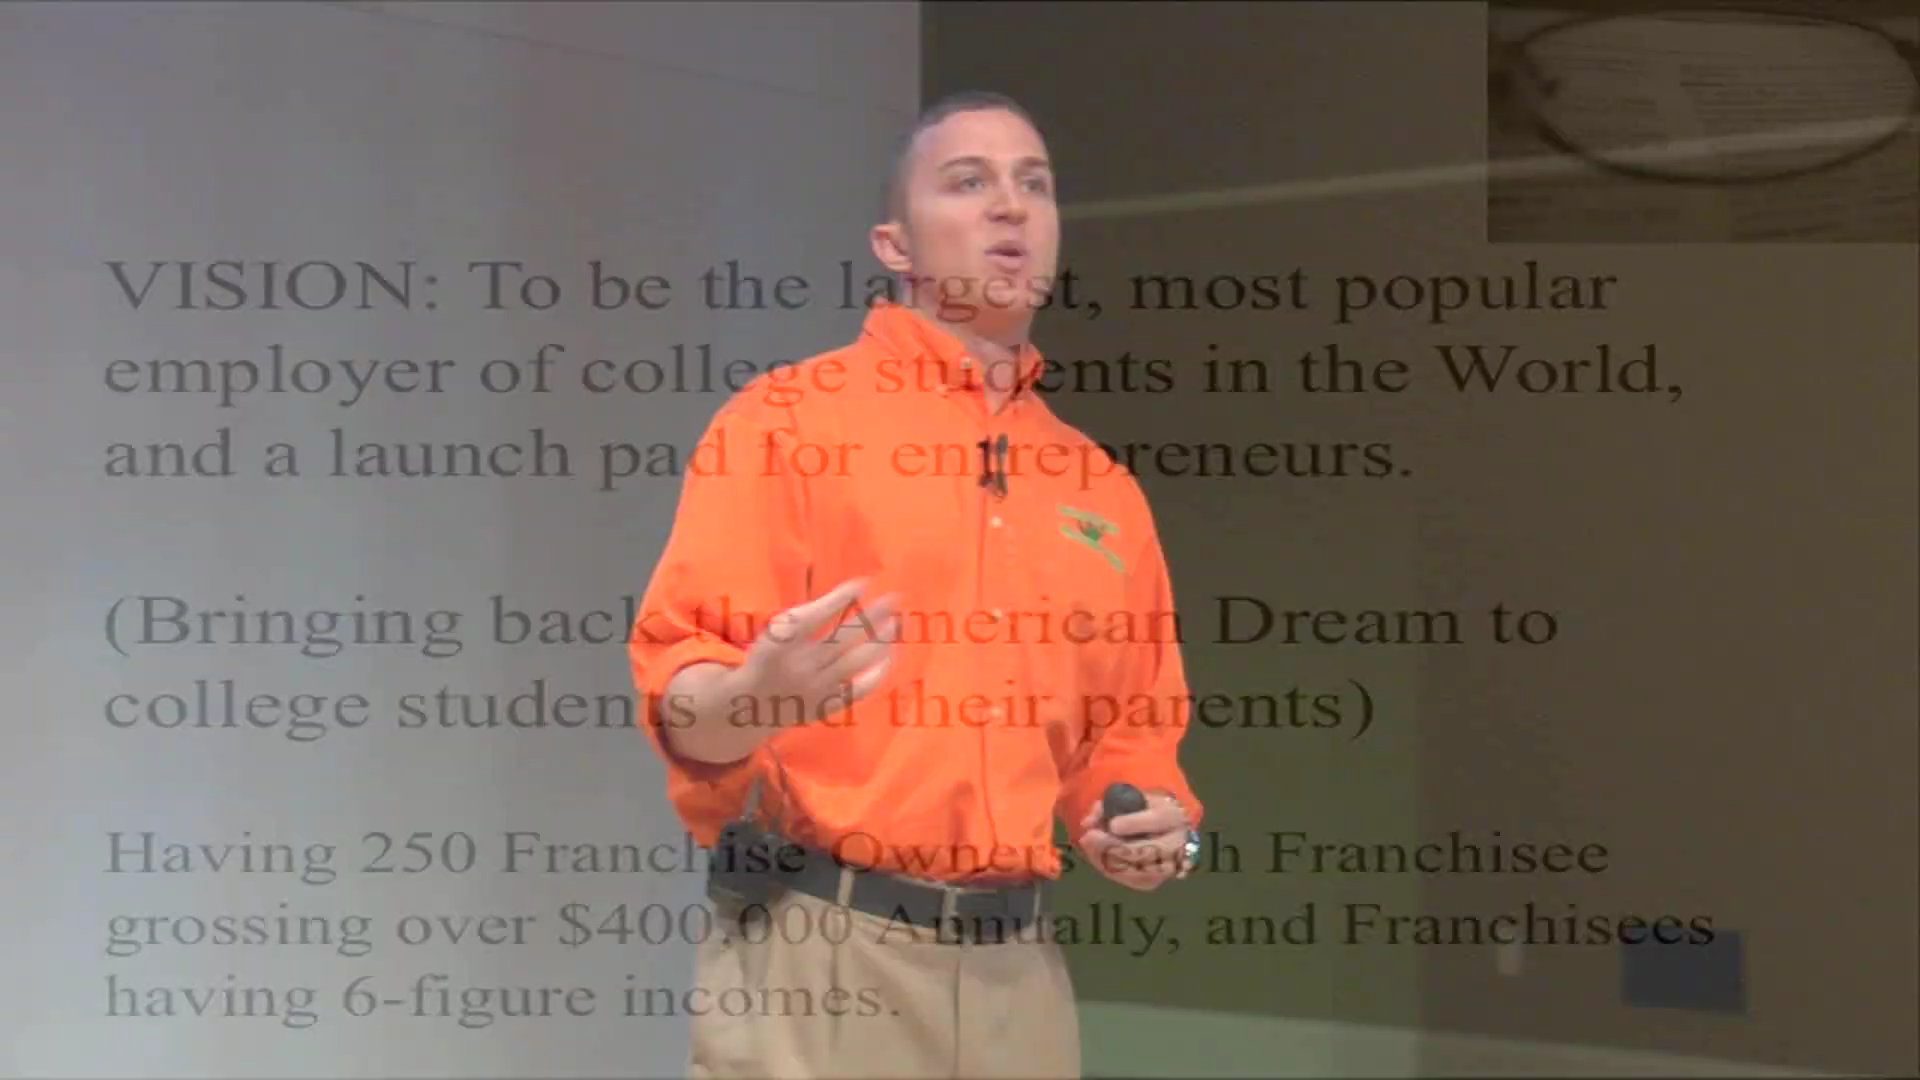 VISION: To be the largest, most popular
employer of college students in the World,
and a launch pad for entrepreneurs.
(Bringing back the American Dream to
college students and their parents)
Having 250 Franchise Owners each Franchisee
grossing over $400,000 Annually, and Franchisees
having 6-figure incomes.